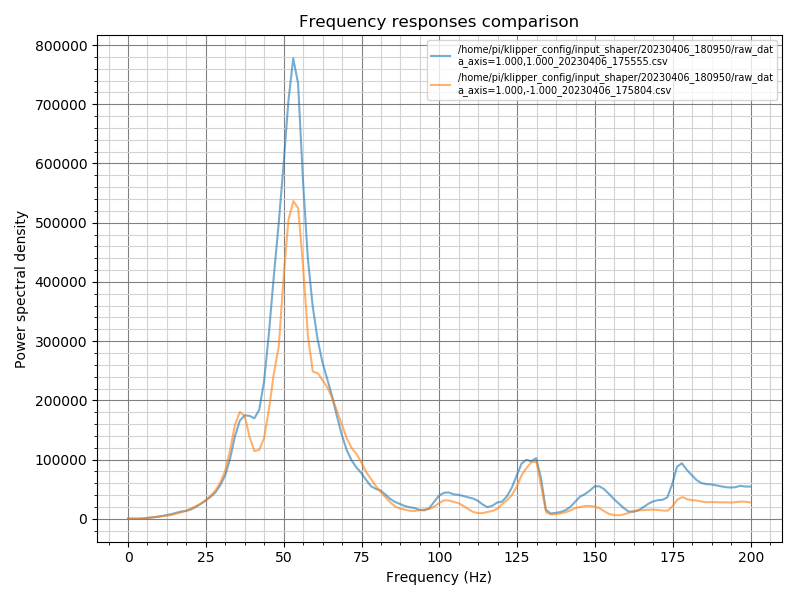 Frequency responses comparison
/home/pi/klipper_config/input_shaper/20230406_180950/raw_dat
a_axis=1.000,1.000_20230406_175555.csv
/home/pi/klipper_config/input_shaper/20230406_180950/raw_dat
a_axis=1.000,-1.000_20230406_175804.csv
800000
700000
600000
500000
400000
300000
200000
100000
0
Power spectral density
0 25 50 75 100 125 150 175 200
Frequency (Hz)